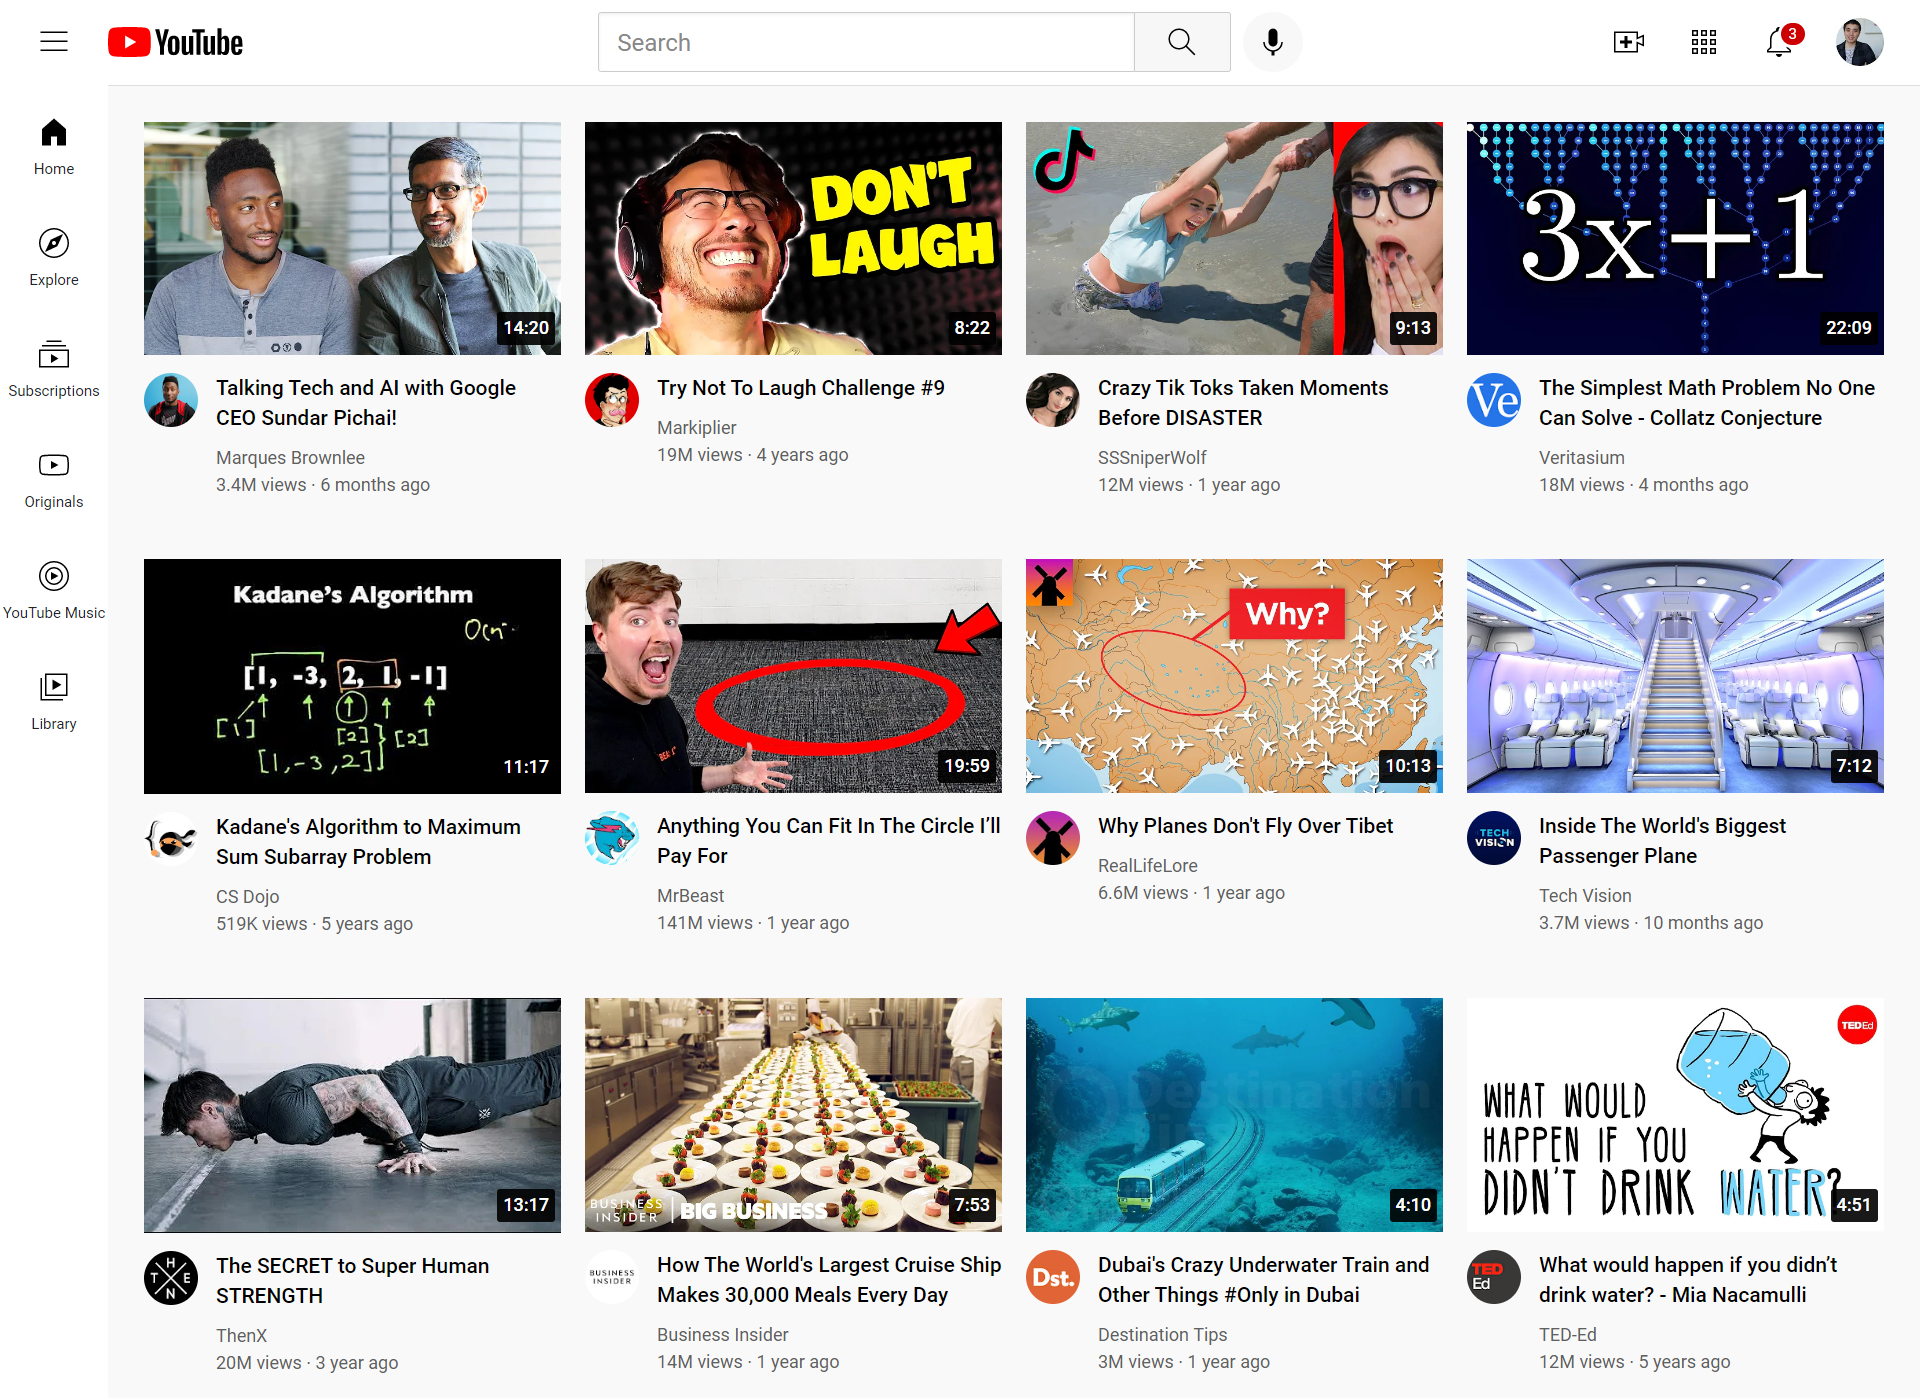 YouTube
Search
3
Home
Explore
Subscriptions
Originals
YouTube Music
Library
DON'T
LAUGH
3x+1
14:20
8:22
9:13
22:09
Talking Tech and AI with Google
CEO Sundar Pichai!
Marques Brownlee
3.4M views · 6 months ago
Try Not To Laugh Challenge #9
Markiplier
19M views · 4 years ago
Crazy Tik Toks Taken Moments
Before DISASTER
SSSniperWolf
12M views · 1 year ago
Ve
The Simplest Math Problem No One
Can Solve - Collatz Conjecture
Veritasium
18M views · 4 months ago
Kadane's Algorithm
[1, -3, 2, 1, -1]
[1]
[2]
[2]
[1,-3,2]
11:17
19:59
Why?
10:13
7:12
Kadane's Algorithm to Maximum
Sum Subarray Problem
CS Dojo
519K views · 5 years ago
Anything You Can Fit In The Circle I’ll
Pay For
MrBeast
141M views · 1 year ago
Why Planes Don't Fly Over Tibet
RealLifeLore
6.6M views · 1 year ago
TECH
VISION
Inside The World's Biggest
Passenger Plane
Tech Vision
3.7M views · 10 months ago
13:17
BUSINESS
INSIDER
BIG BUSINESS
7:53
Destination
4:10
TEDEd
WHAT WOULD
HAPPEN IF YOU
DIDN'T DRINK WATER?
4:51
THEN
The SECRET to Super Human
STRENGTH
ThenX
20M views · 3 year ago
BUSINESS
INSIDER
How The World's Largest Cruise Ship
Makes 30,000 Meals Every Day
Business Insider
14M views · 1 year ago
Dst.
Dubai's Crazy Underwater Train and
Other Things #Only in Dubai
Destination Tips
3M views · 1 year ago
TED
Ed
What would happen if you didn’t
drink water? - Mia Nacamulli
TED-Ed
12M views · 5 years ago